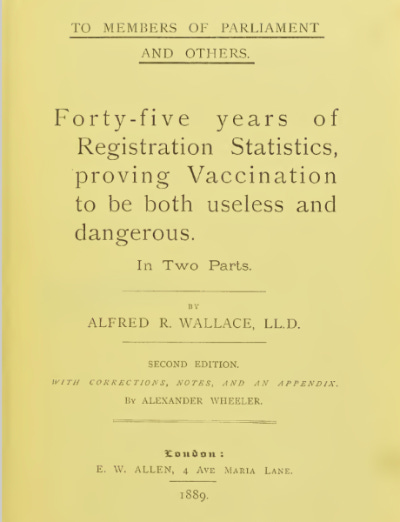 TO MEMBERS OF PARLIAMENT
AND OTHERS.
Forty-five years of
Registration Statistics,
proving Vaccination
to be both useless and
dangerous.
In Two Parts.
BY
ALFRED R. WALLACE, LL.D.
SECOND EDITION.
WITH CORRECTIONS, NOTES, AND AN APPENDIX.
By ALEXANDER WHEELER.
London:
E. W. ALLEN, 4 AVE MARIA LANE.
1889.